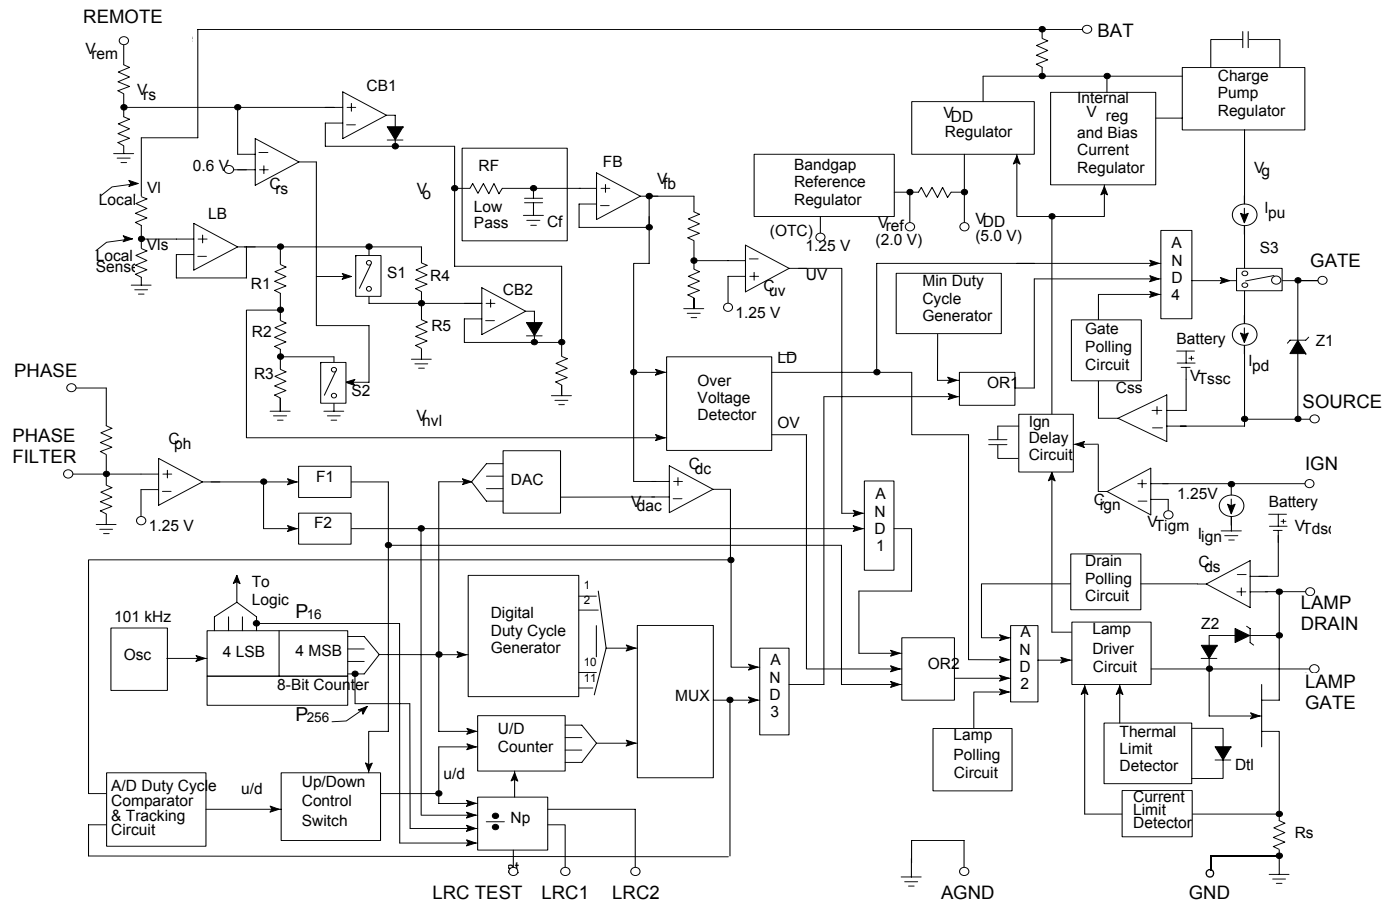 REMOTE
Vrem
Vrs
CB1
BAT
Charge
Pump
Regulator
VDD
Regulator
Internal
Vreg
and Bias
Current
Regulator
0.6 V
Crs
Vl
Local
LB
Vls
Local
Sense
RF
Low
Pass
Cf
Vo
FB
Vfb
Bandgap
Reference
Regulator
(OTC)
1.25 V
Vref
(2.0 V)
VDD
(5.0 V)
Vg
Ipu
S3
GATE
A
N
D
4
R1
S1
R4
CB2
R2
R5
R3
S2
Cuv
UV
1.25 V
Min Duty
Cycle
Generator
Gate
Polling
Circuit
Battery
VTssc
Ipd
Z1
Css
SOURCE
PHASE
PHASE
FILTER
Cph
1.25 V
Vhvl
Over
Voltage
Detector
LD
OV
OR1
Ign
Delay
Circuit
IGN
Cign
VTigm
1.25V
Iign
Battery
VTdsc
F1
F2
DAC
Cdc
Vdac
A
N
D
1
Drain
Polling
Circuit
Cds
LAMP
DRAIN
To
Logic
P16
101 kHz
Osc
4 LSB
4 MSB
8-Bit Counter
P256
Digital
Duty Cycle
Generator
1
2
10
11
MUX
A
N
D
3
OR2
A
N
D
2
Lamp
Driver
Circuit
Z2
LAMP
GATE
U/D
Counter
Lamp
Polling
Circuit
Thermal
Limit
Detector
Dtl
A/D Duty Cycle
Comparator
& Tracking
Circuit
u/d
Up/Down
Control
Switch
u/d
÷ Np
Current
Limit
Detector
Rs
LRC TEST
LRC1
LRC2
AGND
GND